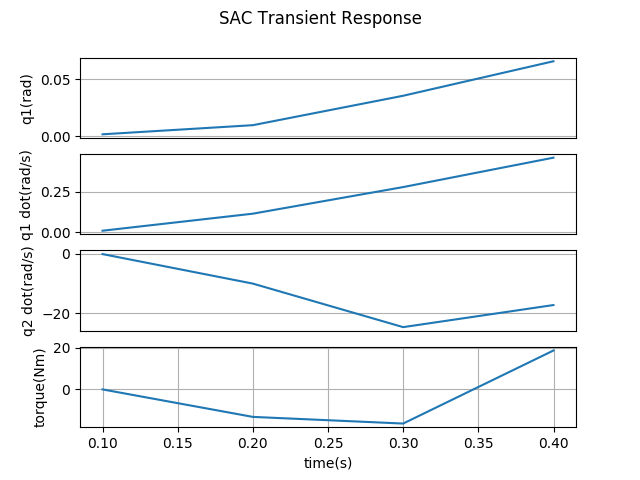 SAC Transient Response
q1(rad)
0.05
0.00
q1 dot(rad/s)
0.25
0.00
q2 dot(rad/s)
0
−20
torque(Nm)
20
0
0.10 0.15 0.20 0.25 0.30 0.35 0.40
time(s)